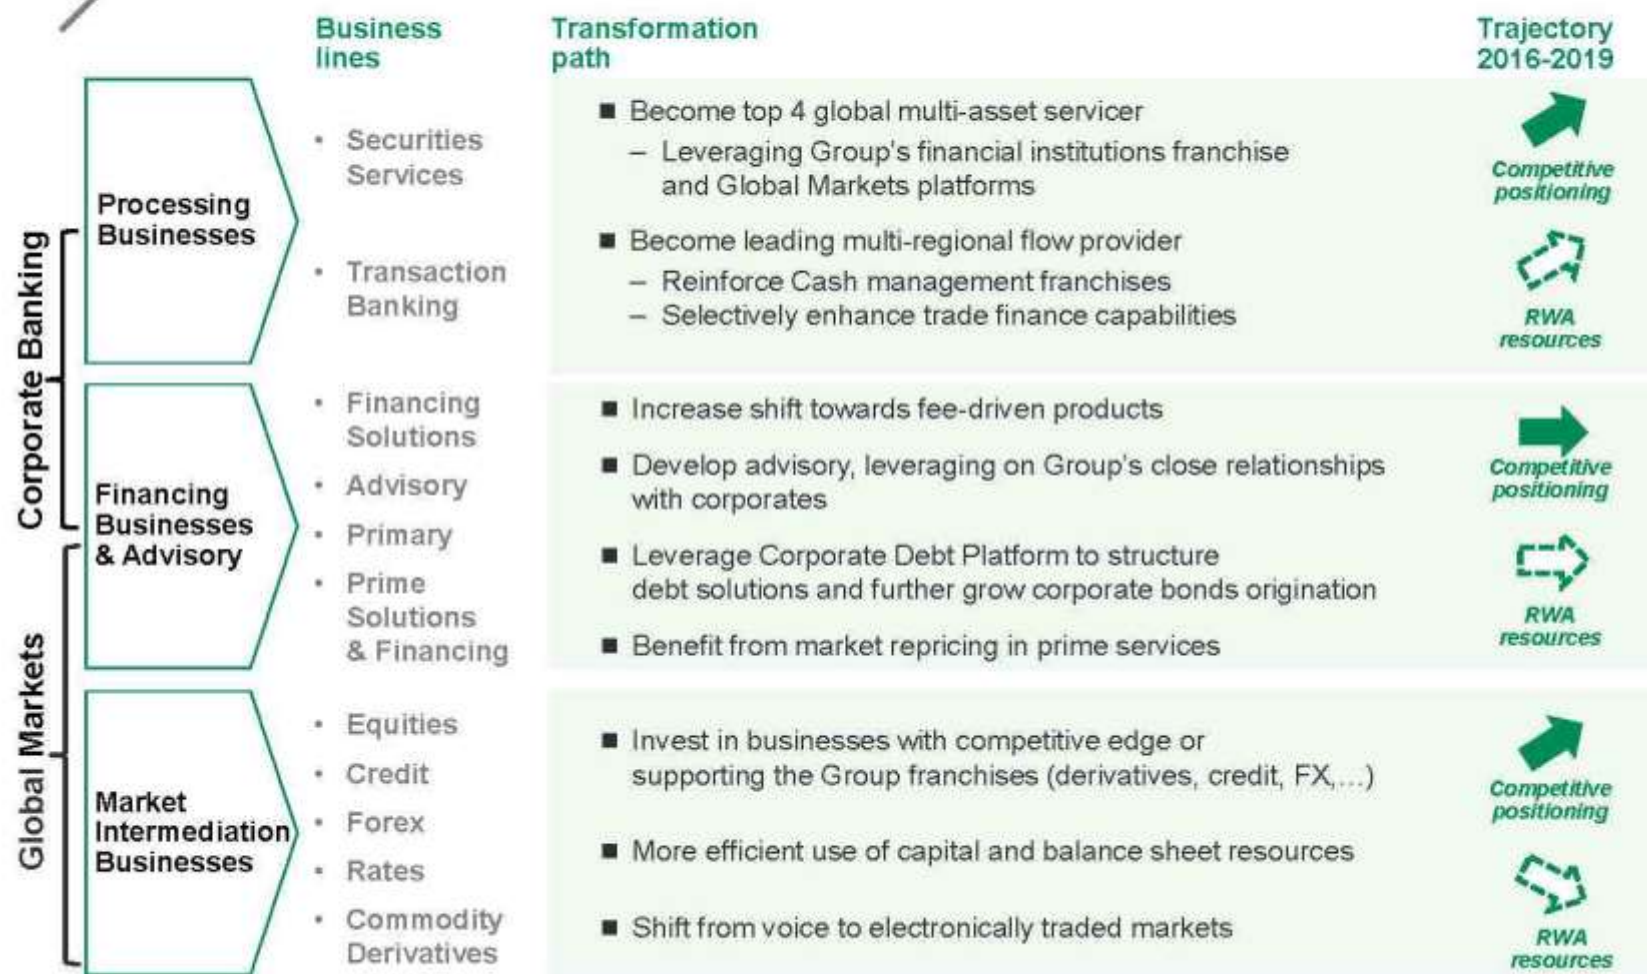 Business
lines
Transformation
path
Trajectory
2016-2019
Corporate Banking
Global Markets
Processing
Businesses
• Securities
Services
• Transaction
Banking
■ Become top 4 global multi-asset servicer
– Leveraging Group's financial institutions franchise
and Global Markets platforms
■ Become leading multi-regional flow provider
– Reinforce Cash management franchises
– Selectively enhance trade finance capabilities
Competitive
positioning
RWA
resources
Financing
Businesses
& Advisory
• Financing
Solutions
• Advisory
• Primary
• Prime
Solutions
& Financing
■ Increase shift towards fee-driven products
■ Develop advisory, leveraging on Group's close relationships
with corporates
■ Leverage Corporate Debt Platform to structure
debt solutions and further grow corporate bonds origination
■ Benefit from market repricing in prime services
Competitive
positioning
RWA
resources
Market
Intermediation
Businesses
• Equities
• Credit
• Forex
• Rates
• Commodity
Derivatives
■ Invest in businesses with competitive edge or
supporting the Group franchises (derivatives, credit, FX,…)
■ More efficient use of capital and balance sheet resources
■ Shift from voice to electronically traded markets
Competitive
positioning
RWA
resources